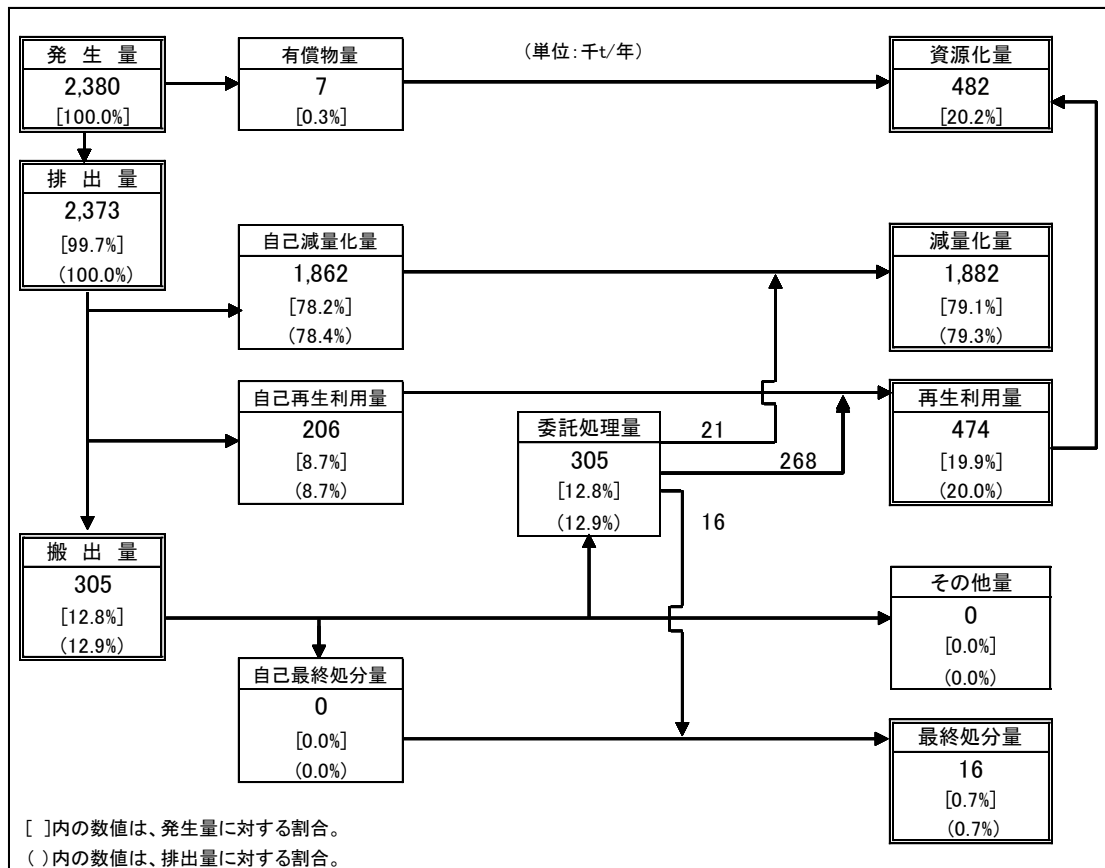 発 生 量
2,380
[100.0%]
有償物量
7
[0.3%]
(単位:千t/年)
資源化量
482
[20.2%]
排 出 量
2,373
[99.7%]
(100.0%)
自己減量化量
1,862
[78.2%]
(78.4%)
減量化量
1,882
[79.1%]
(79.3%)
自己再生利用量
206
[8.7%]
(8.7%)
委託処理量
305
[12.8%]
(12.9%)
21
268
16
再生利用量
474
[19.9%]
(20.0%)
搬 出 量
305
[12.8%]
(12.9%)
その他量
0
[0.0%]
(0.0%)
自己最終処分量
0
[0.0%]
(0.0%)
最終処分量
16
[0.7%]
(0.7%)
[ ]内の数値は、発生量に対する割合。
( )内の数値は、排出量に対する割合。